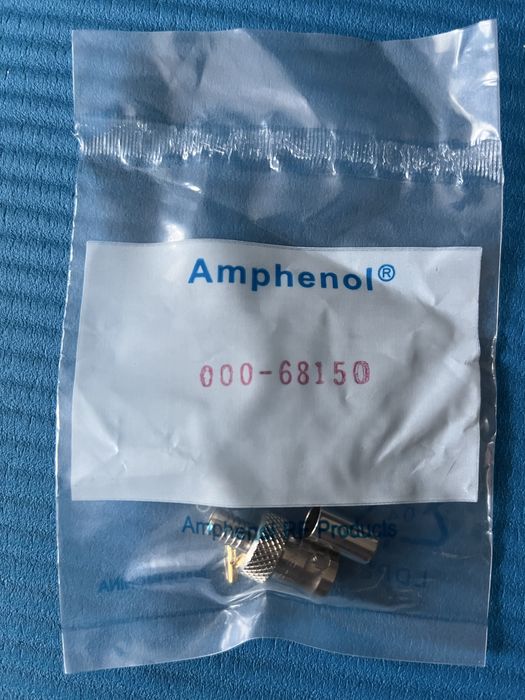 Amphenol®
000-68150
Amphenol RF Products